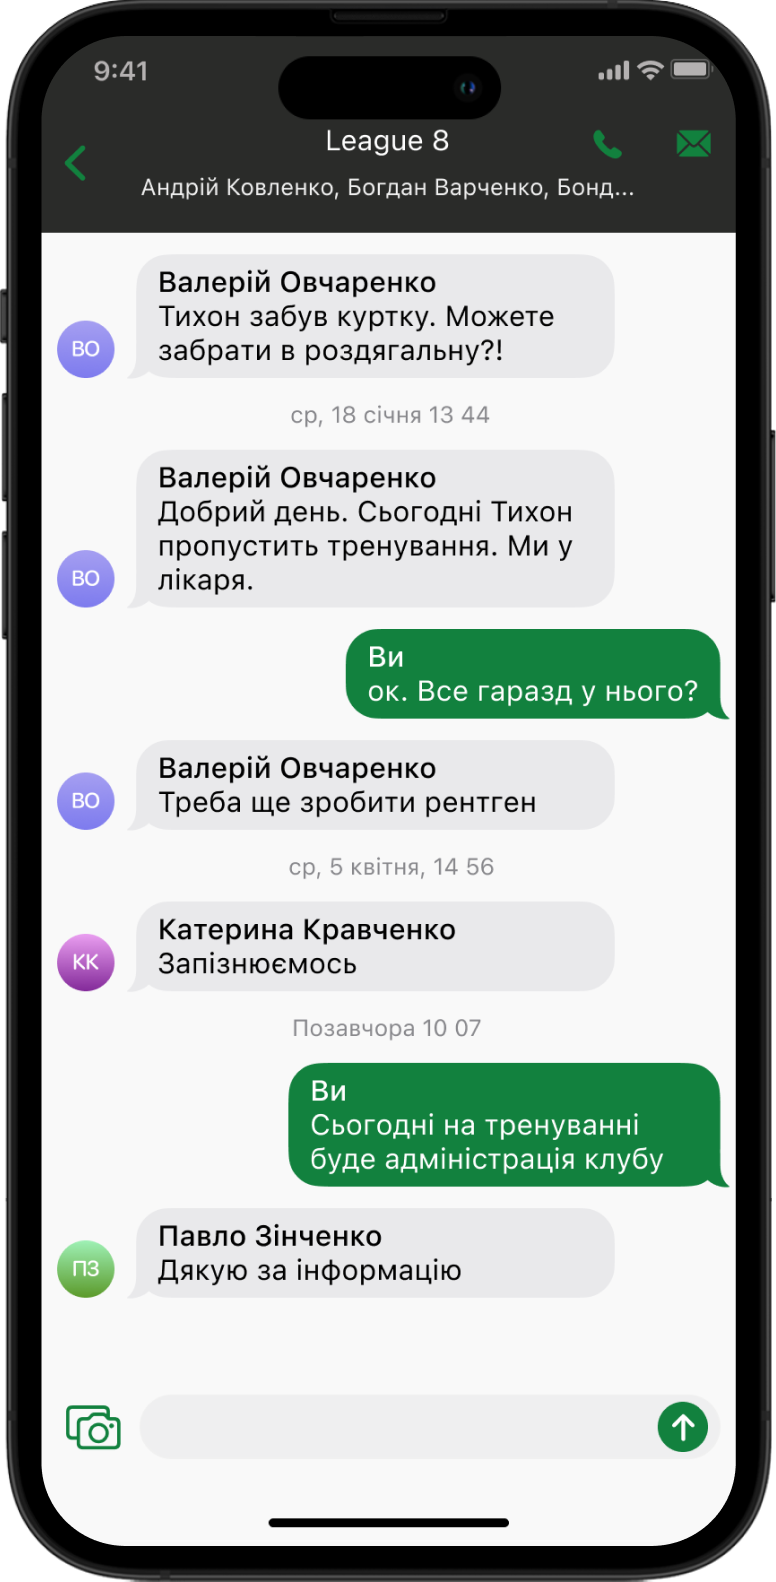 9:41
League 8
Андрій Ковленко, Богдан Варченко, Бонд...
Валерій Овчаренко
Тихон забув куртку. Можете
забрати в роздягальну?!
ВО
ср, 18 січня 13 44
Валерій Овчаренко
Добрий день. Сьогодні Тихон
пропустить тренування. Ми у
лікаря.
ВО
Ви
ок. Все гаразд у нього?
Валерій Овчаренко
Треба ще зробити рентген
ВО
ср, 5 квітня, 14 56
Катерина Кравченко
Запізнюємось
КК
Позавчора 10 07
Ви
Сьогодні на тренуванні
буде адміністрація клубу
Павло Зінченко
Дякую за інформацію
ПЗ